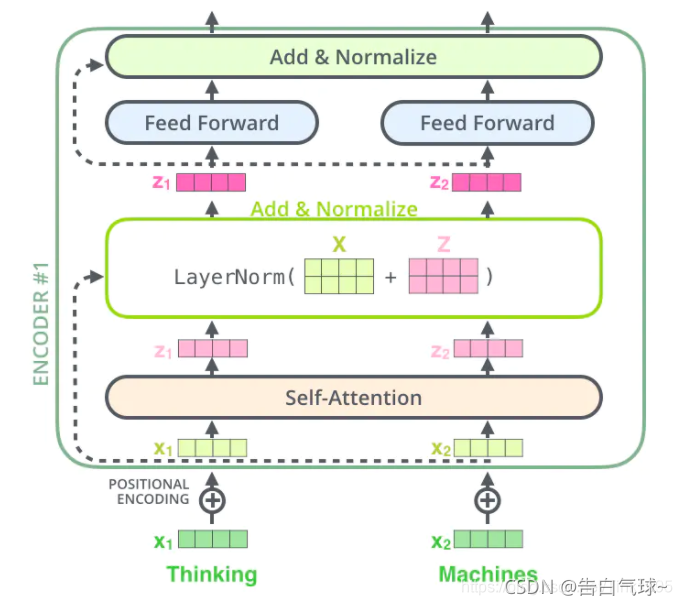 Add & Normalize
Feed Forward
Feed Forward
z1
z2
Add & Normalize
X
Z
LayerNorm(
+
)
ENCODER #1
z1
z2
Self-Attention
x1
x2
POSITIONAL
ENCODING
x1
x2
Thinking
Machines
CSDN @告白气球~